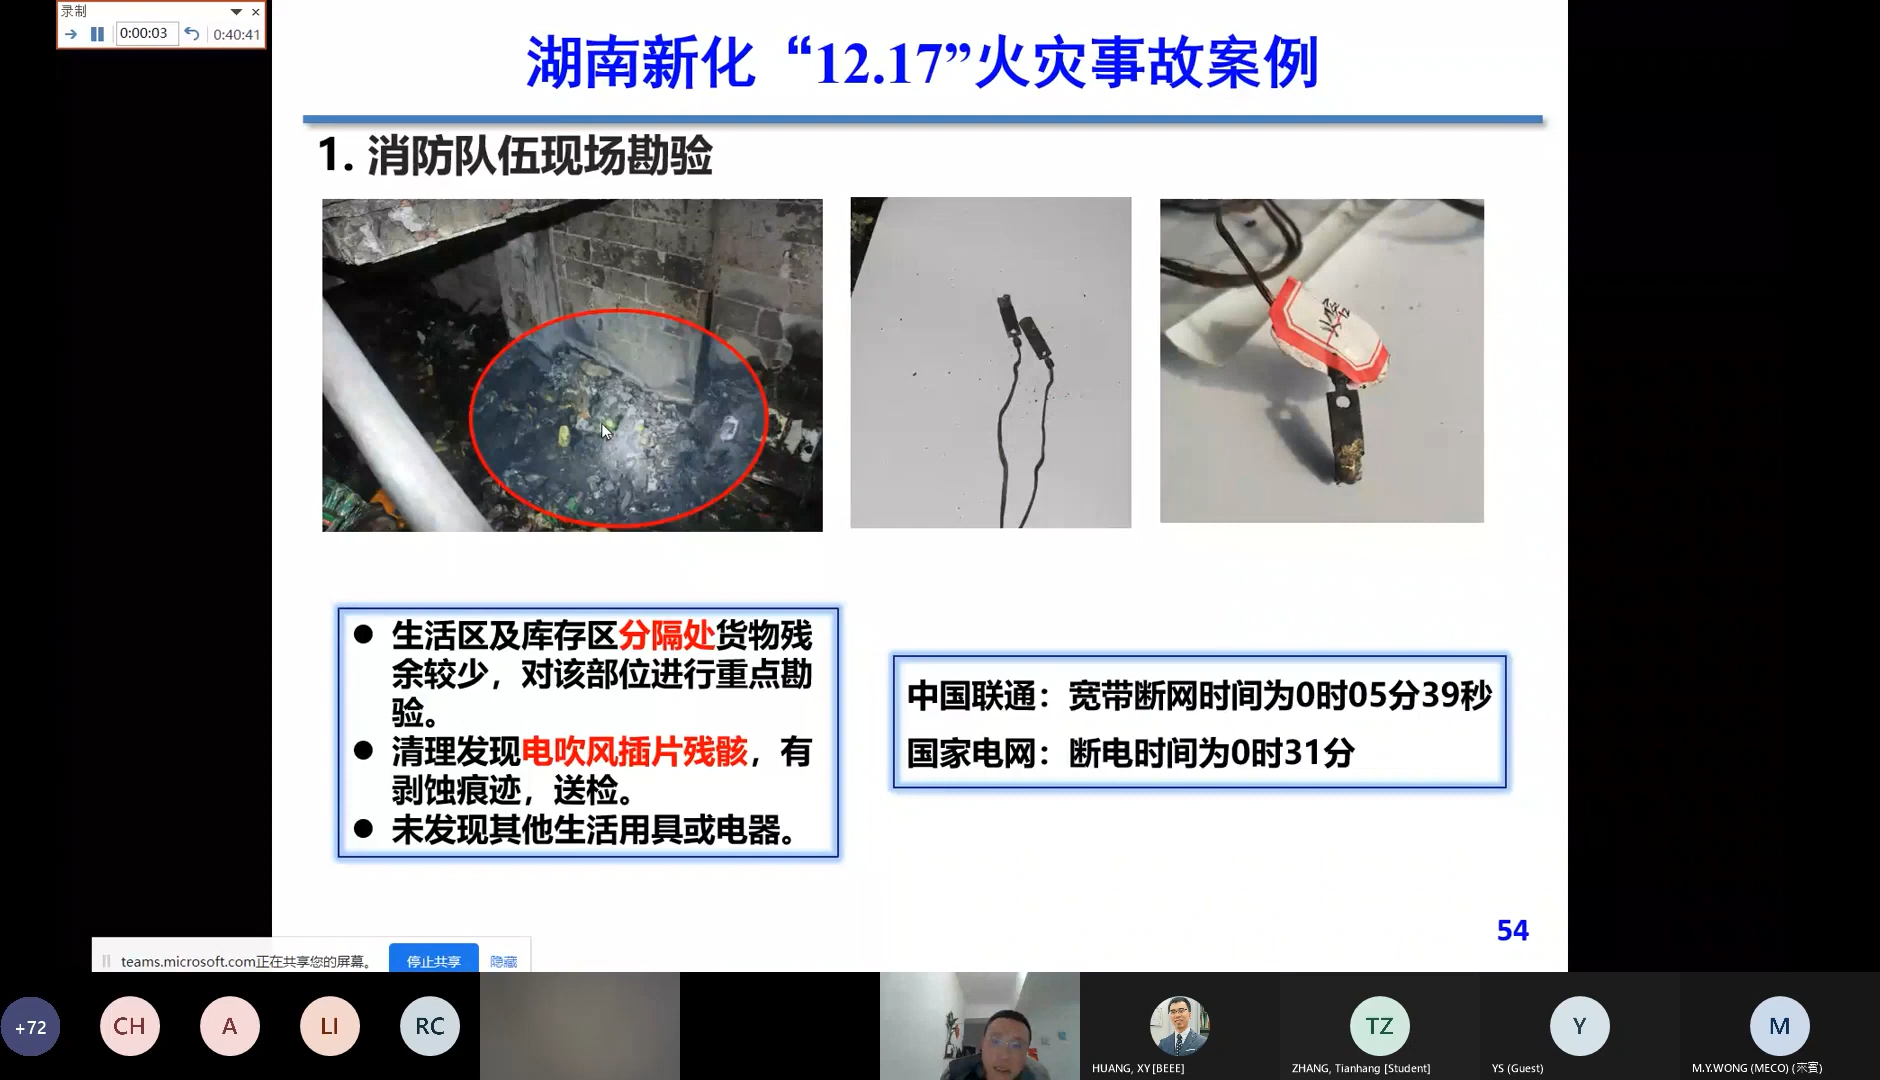 录制
0:00:03
0:40:41
湖南新化“12.17”火灾事故案例
1. 消防队伍现场勘验
生活区及库存区分隔处货物残
余较少，对该部位进行重点勘
验。
清理发现电吹风插片残骸，有
剥蚀痕迹，送检。
未发现其他生活用具或电器。
中国联通：宽带断网时间为0时05分39秒
国家电网：断电时间为0时31分
54
teams.microsoft.com正在共享您的屏幕。
停止共享
隐藏
+72
CH
A
LI
RC
TZ
Y
M
HUANG, XY [BEEE]
ZHANG, Tianhang [Student]
YS (Guest)
M.Y.WONG (MECO) (来宾)